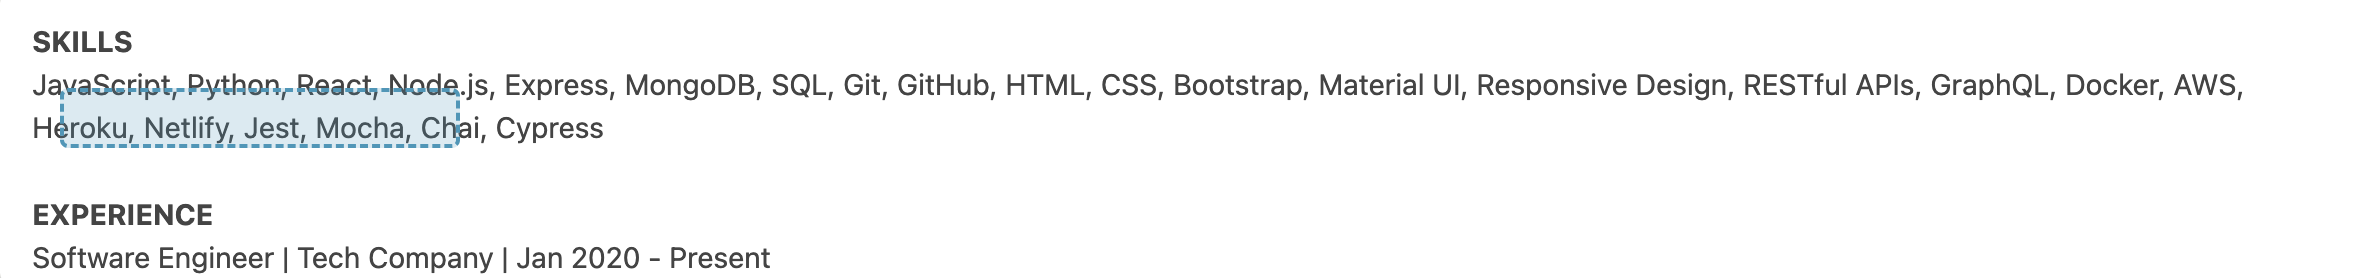 SKILLS
JavaScript, Python, React, Node.js, Express, MongoDB, SQL, Git, GitHub, HTML, CSS, Bootstrap, Material UI, Responsive Design, RESTful APIs, GraphQL, Docker, AWS,
Heroku, Netlify, Jest, Mocha, Chai, Cypress
EXPERIENCE
Software Engineer | Tech Company | Jan 2020 - Present